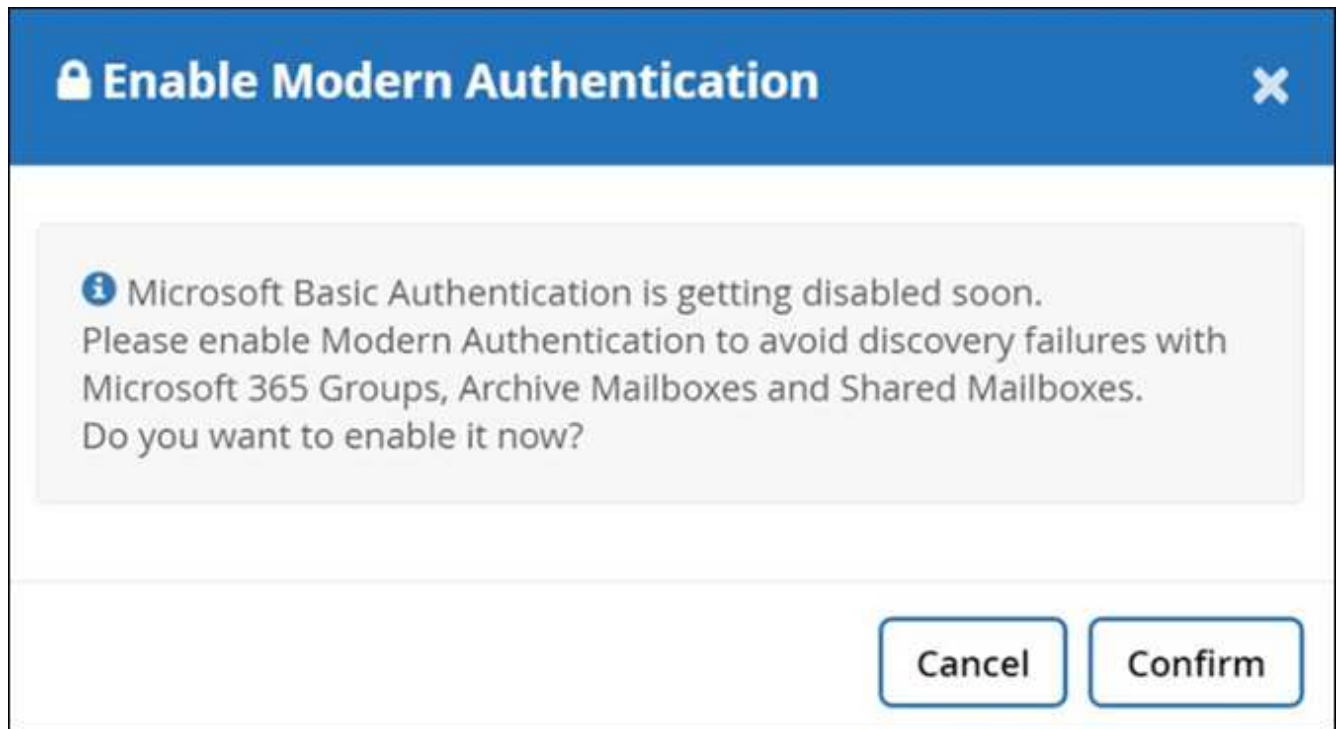 Enable Modern Authentication
Microsoft Basic Authentication is getting disabled soon.
Please enable Modern Authentication to avoid discovery failures with
Microsoft 365 Groups, Archive Mailboxes and Shared Mailboxes.
Do you want to enable it now?
Cancel Confirm